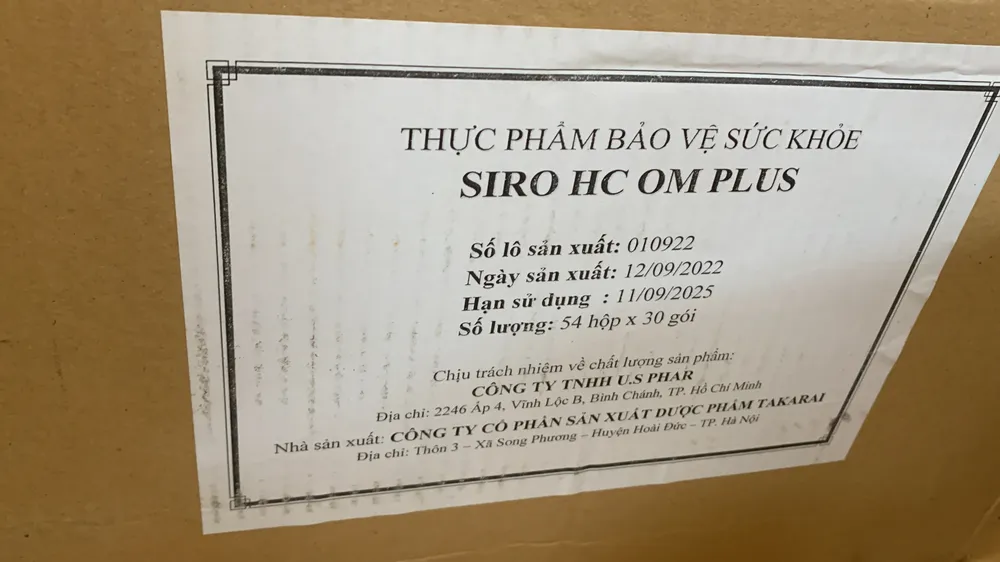 THỰC PHẨM BẢO VỆ SỨC KHỎE
SIRO HC OM PLUS
Số lô sản xuất: 010922
Ngày sản xuất: 12/09/2022
Hạn sử dụng : 11/09/2025
Số lượng: 54 hộp x 30 gói
Chịu trách nhiệm về chất lượng sản phẩm:
CÔNG TY TNHH U.S PHAR
Địa chỉ: 2246 Ấp 4, Vĩnh Lộc B, Bình Chánh, TP. Hồ Chí Minh
Nhà sản xuất: CÔNG TY CỔ PHẦN SẢN XUẤT DƯỢC PHẨM TAKARAI
Địa chỉ: Thôn 3 – Xã Song Phương – Huyện Hoài Đức – TP. Hà Nội